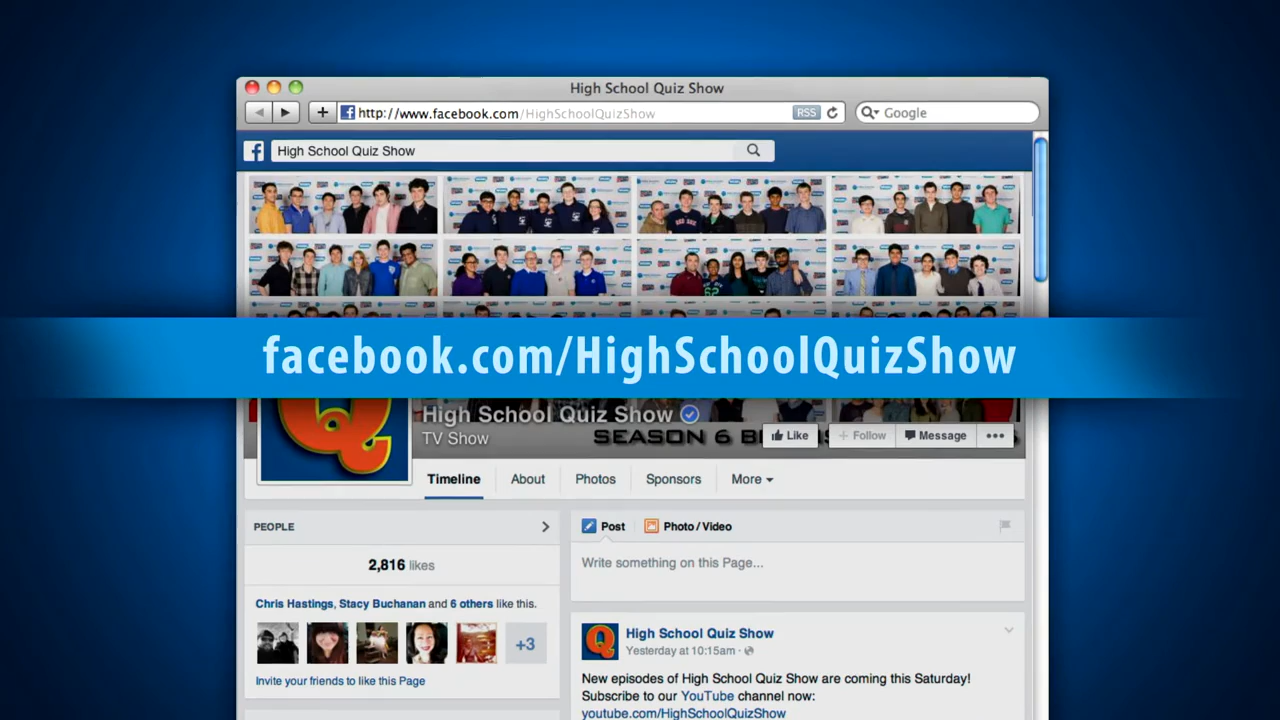 High School Quiz Show
http://www.facebook.com/HighSchoolQuizShow
RSS
Google
High School Quiz Show
facebook.com/HighSchoolQuizShow
High School Quiz Show
TV Show
SEASON 6 B
Like
Follow
Message
Timeline
About
Photos
Sponsors
More
PEOPLE
2,816 likes
Chris Hastings, Stacy Buchanan and 6 others like this.
+3
Invite your friends to like this Page
Post
Photo / Video
Write something on this Page...
High School Quiz Show
Yesterday at 10:15am
New episodes of High School Quiz Show are coming this Saturday!
Subscribe to our YouTube channel now:
youtube.com/HighSchoolQuizShow